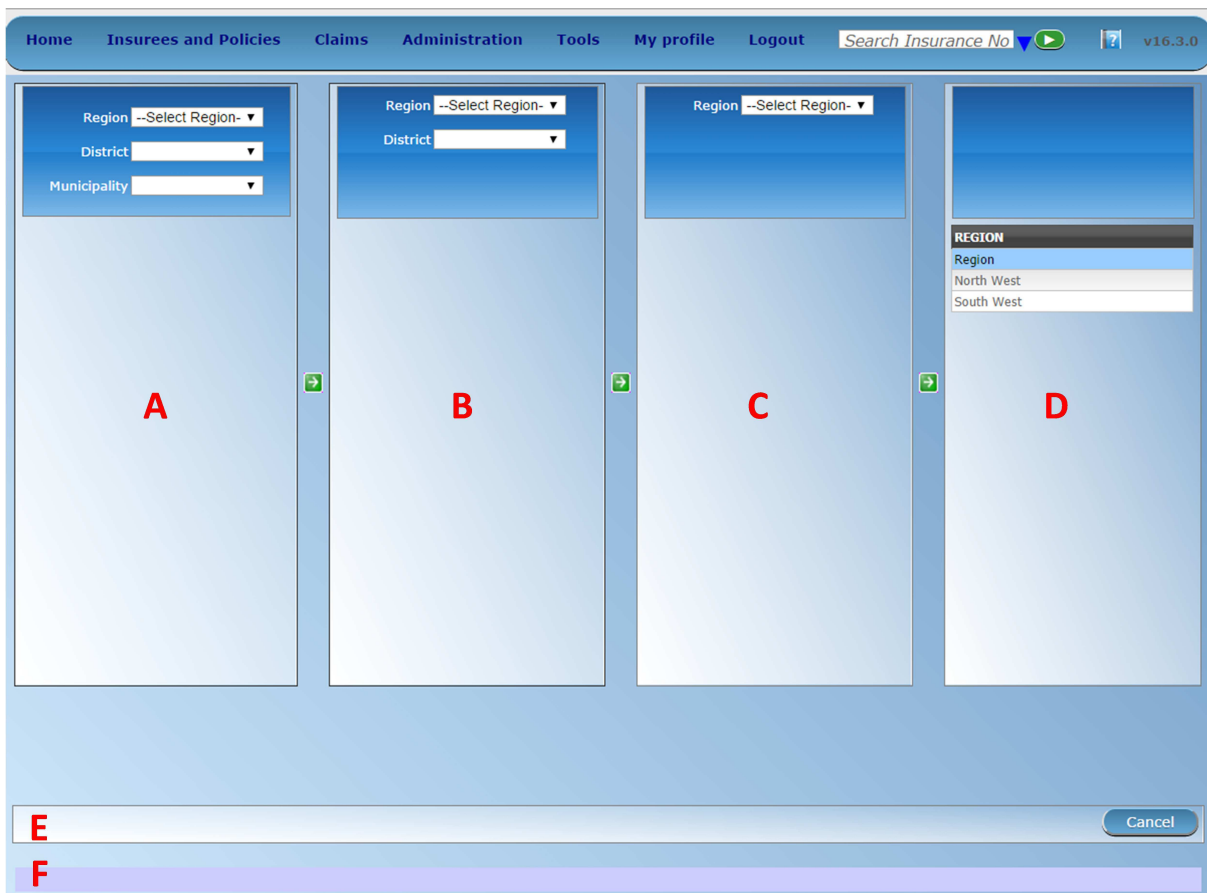 Home Insurees and Policies Claims Administration Tools My profile Logout Search Insurance No v16.3.0
Region --Select Region-
District
Municipality
A
Region --Select Region-
District
B
Region --Select Region-
C
REGION
Region
North West
South West
D
E Cancel
F